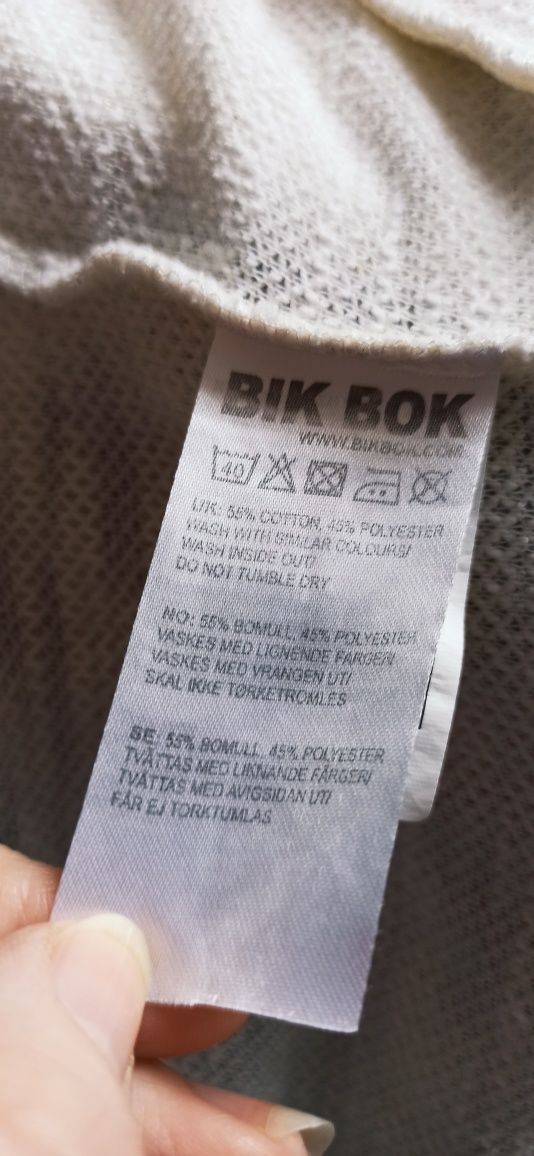 BIK BOK
WWW.BIKBOK.COM
40
UK: 55% COTTON, 45% POLYESTER
WASH WITH SIMILAR COLOURS/
WASH INSIDE OUT/
DO NOT TUMBLE DRY
NO: 55% BOMULL, 45% POLYESTER
VASKES MED LIGNENDE FARGER/
VASKES MED VRANGEN UT/
SKAL IKKE TØRKETROMLES
SE: 55% BOMULL, 45% POLYESTER
TVÄTTAS MED LIKNANDE FÄRGER/
TVÄTTAS MED AVIGSIDAN UT/
FÅR EJ TORKTUMLAS